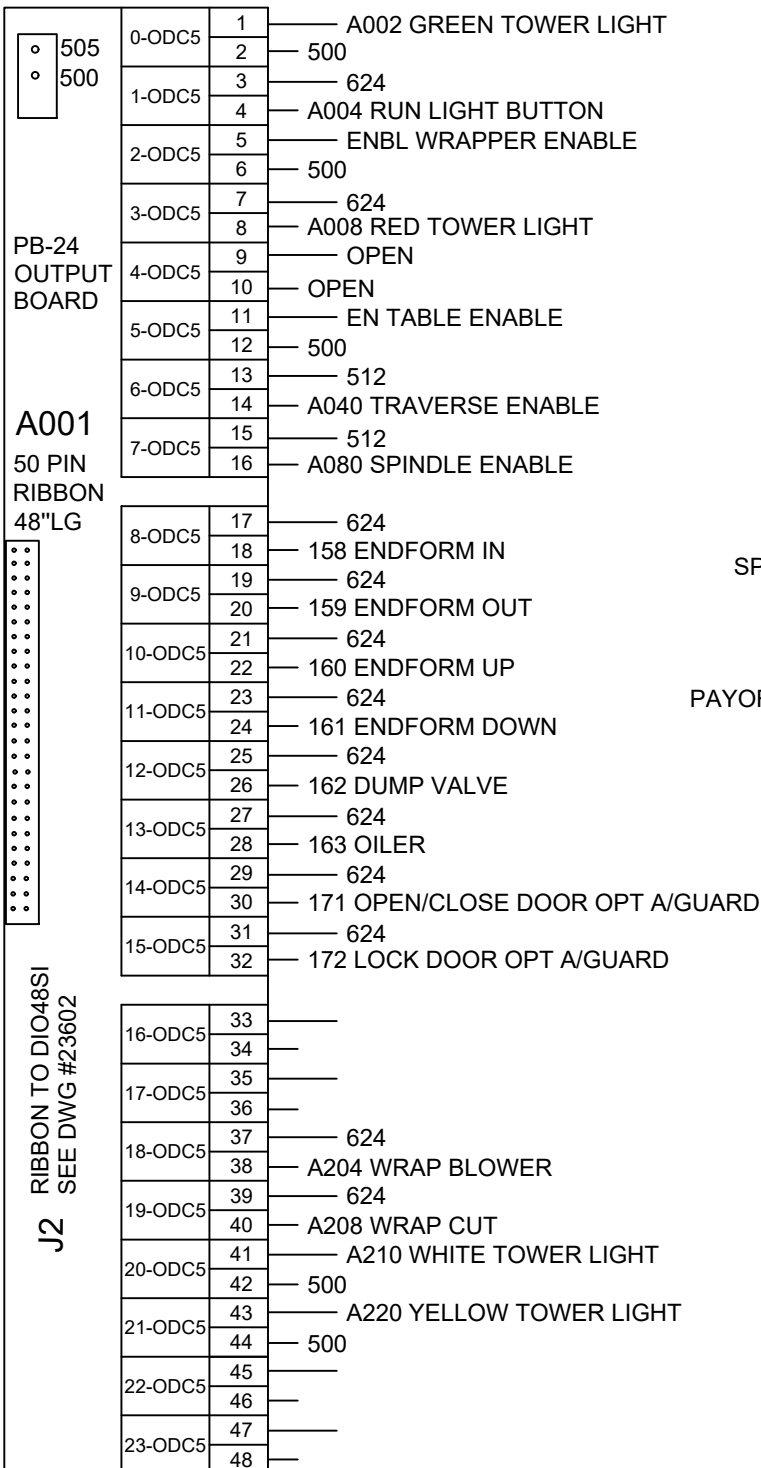 505
500
PB-24
OUTPUT
BOARD
A001
50 PIN
RIBBON
48"LG
RIBBON TO DIO48SI
SEE DWG #23602
J2
0-ODC5 1 A002 GREEN TOWER LIGHT
2 500
1-ODC5 3 624
4 A004 RUN LIGHT BUTTON
2-ODC5 5 ENBL WRAPPER ENABLE
6 500
3-ODC5 7 624
8 A008 RED TOWER LIGHT
4-ODC5 9 OPEN
10 OPEN
5-ODC5 11 EN TABLE ENABLE
12 500
6-ODC5 13 512
14 A040 TRAVERSE ENABLE
7-ODC5 15 512
16 A080 SPINDLE ENABLE
8-ODC5 17 624
18 158 ENDFORM IN
9-ODC5 19 624
20 159 ENDFORM OUT
10-ODC5 21 624
22 160 ENDFORM UP
11-ODC5 23 624
24 161 ENDFORM DOWN
12-ODC5 25 624
26 162 DUMP VALVE
13-ODC5 27 624
28 163 OILER
14-ODC5 29 624
30 171 OPEN/CLOSE DOOR OPT A/GUARD
15-ODC5 31 624
32 172 LOCK DOOR OPT A/GUARD
16-ODC5 33
34
17-ODC5 35
36
18-ODC5 37 624
38 A204 WRAP BLOWER
19-ODC5 39 624
40 A208 WRAP CUT
20-ODC5 41 A210 WHITE TOWER LIGHT
42 500
21-ODC5 43 A220 YELLOW TOWER LIGHT
44 500
22-ODC5 45
46
23-ODC5 47
48
SP